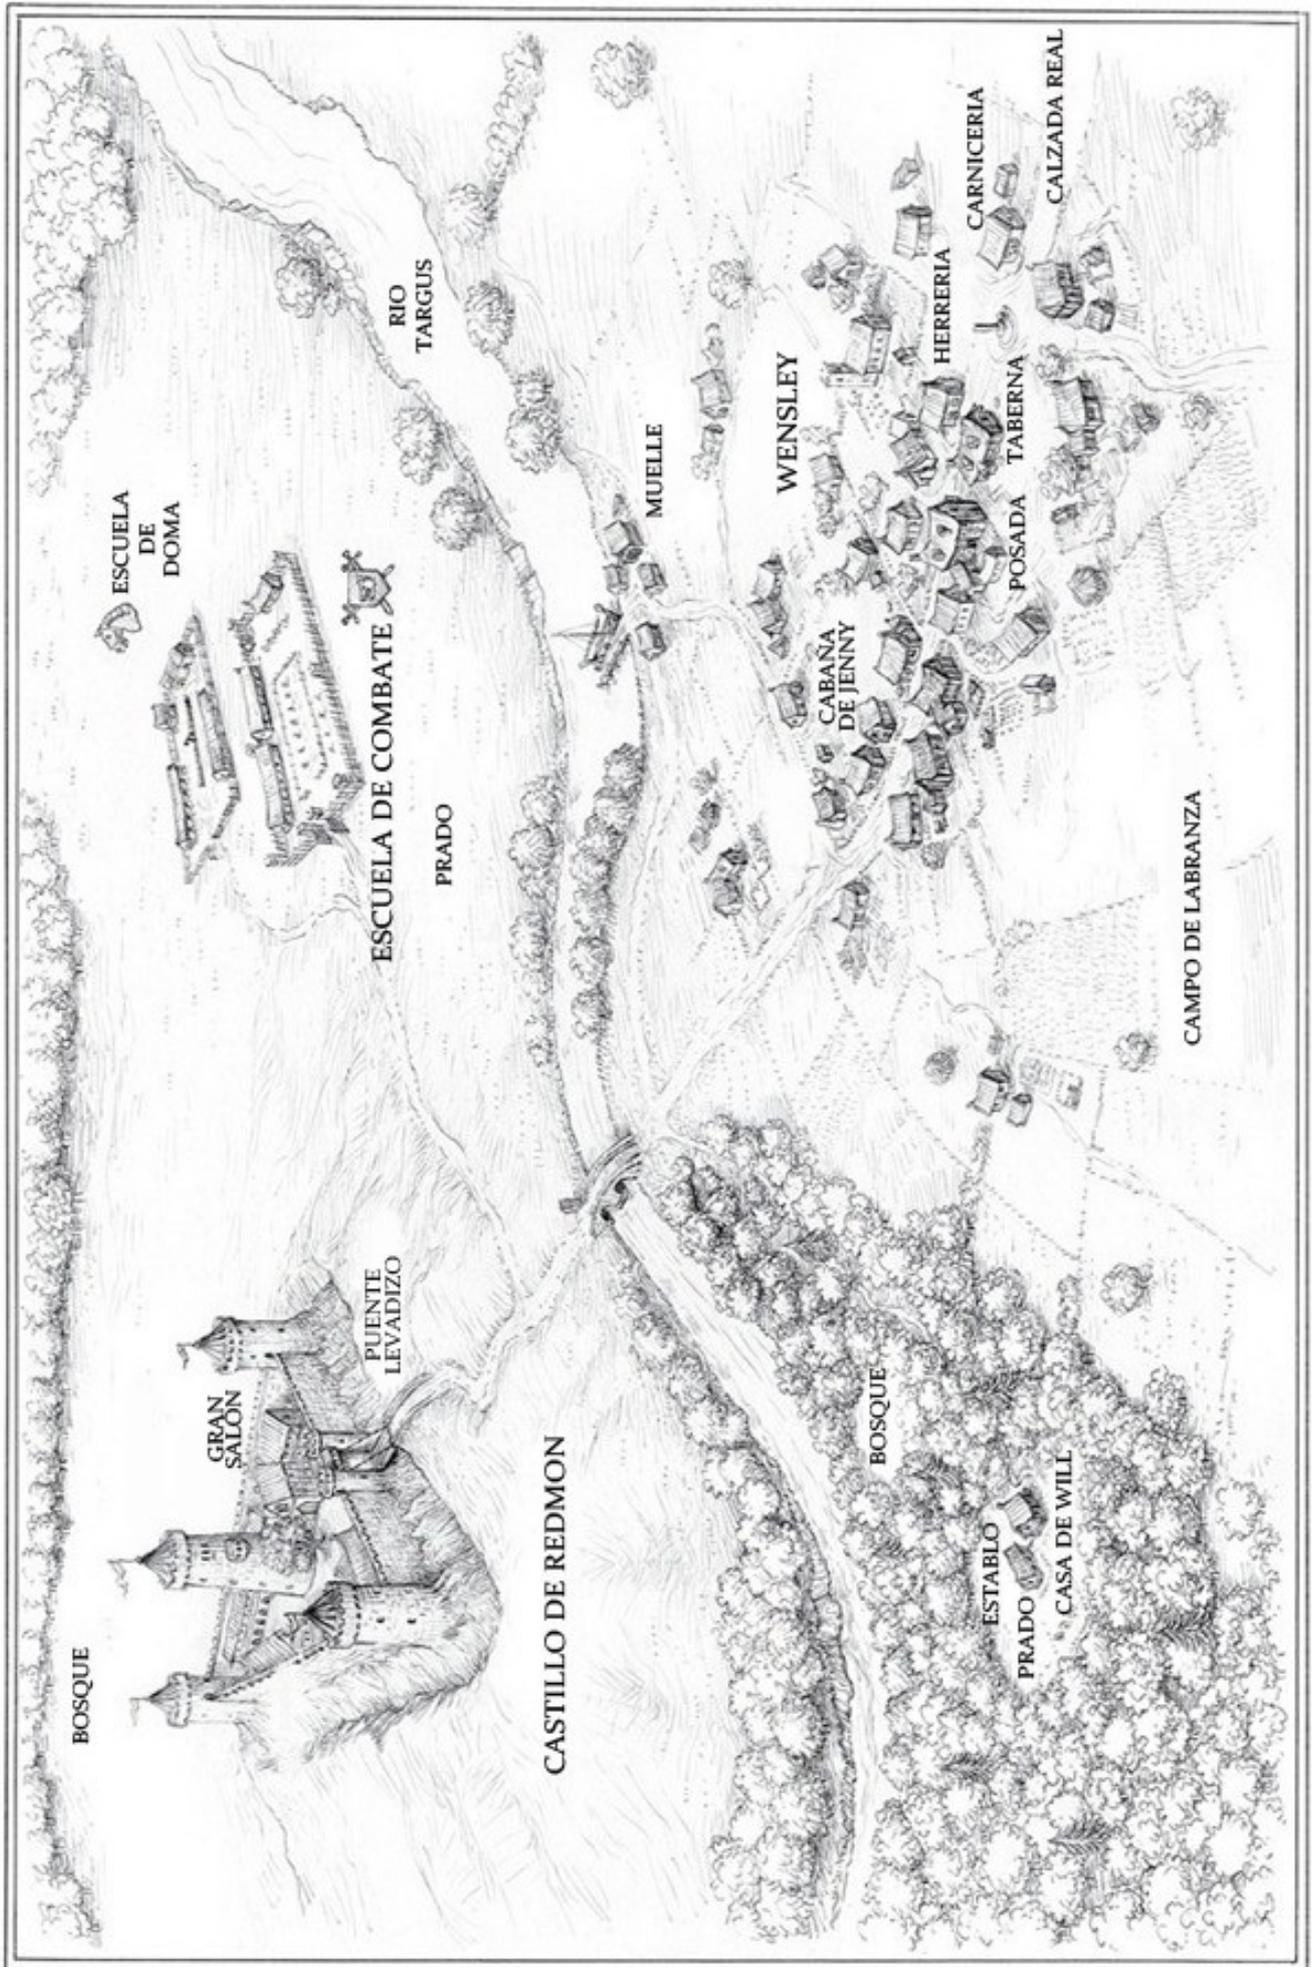 BOSQUE
GRAN
SALÓN
PUENTE
LEVADIZO
CASTILLO DE REDMON
ESCUELA
DE
DOMA
ESCUELA DE COMBATE
PRADO
RIO
TARGUS
MUELLE
WENSLEY
CABAÑA
DE JENNY
HERRERIA
CARNICERIA
CALZADA REAL
TABERNA
POSADA
BOSQUE
ESTABLO
PRADO
CASA DE WILL
CAMPO DE LABRANZA